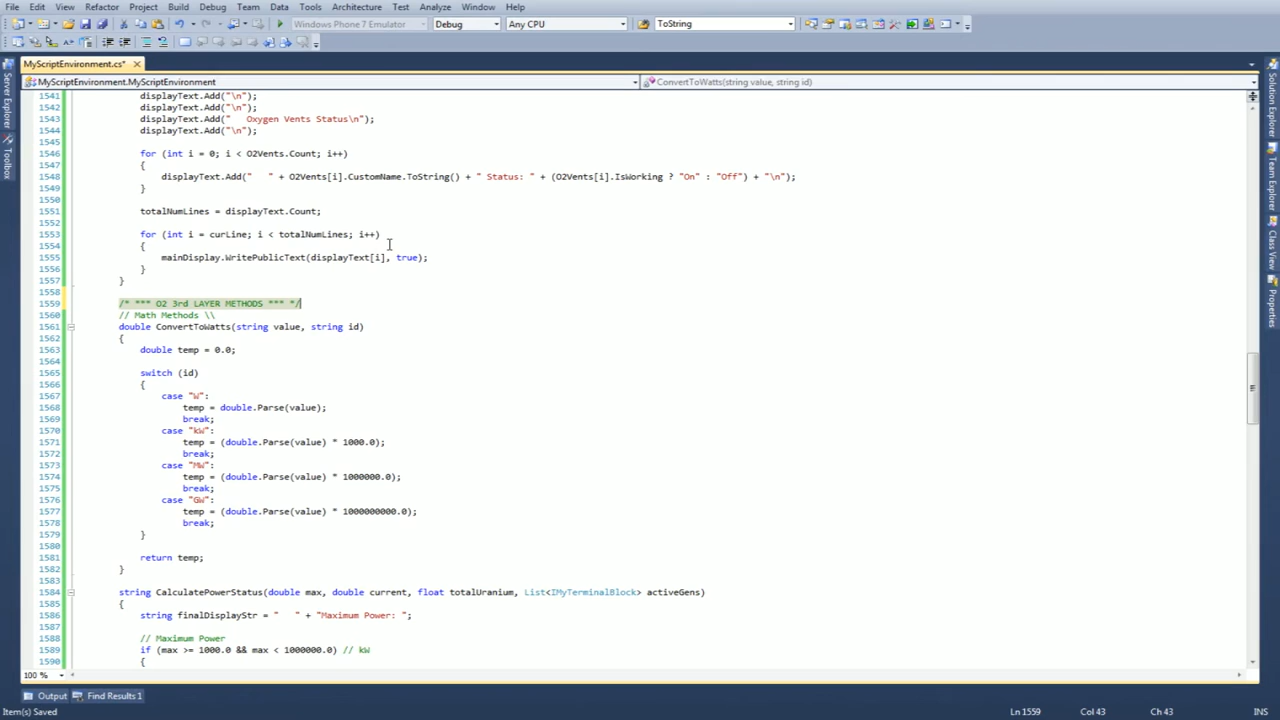 File Edit View Refactor Project Build Debug Team Data Tools Architecture Test Analyze Window Help
Windows Phone 7 Emulator Debug Any CPU ToString
MyScriptEnvironment.cs*
MyScriptEnvironment.MyScriptEnvironment ConvertToWatts(string value, string id)
Server Explorer
Toolbox
Solution Explorer
Team Explorer
Properties
1541 displayText.Add("\n");
1542 displayText.Add("\n");
1543 displayText.Add("   Oxygen Vents Status\n");
1544 displayText.Add("\n");
1545
1546 for (int i = 0; i < O2Vents.Count; i++)
1547 {
1548 displayText.Add("   " + O2Vents[i].CustomName.ToString() + " Status: " + (O2Vents[i].IsWorking ? "On" : "Off") + "\n");
1549 }
1550
1551 totalNumLines = displayText.Count;
1552
1553 for (int i = curLine; i < totalNumLines; i++)
1554 {
1555 mainDisplay.WritePublicText(displayText[i], true);
1556 }
1557 }
1558
1559 /* *** O2 3rd LAYER METHODS *** */
1560 // Math Methods \\
1561 double ConvertToWatts(string value, string id)
1562 {
1563 double temp = 0.0;
1564
1565 switch (id)
1566 {
1567 case "W":
1568 temp = double.Parse(value);
1569 break;
1570 case "kW":
1571 temp = (double.Parse(value) * 1000.0);
1572 break;
1573 case "MW":
1574 temp = (double.Parse(value) * 1000000.0);
1575 break;
1576 case "GW":
1577 temp = (double.Parse(value) * 1000000000.0);
1578 break;
1579 }
1580
1581 return temp;
1582 }
1583
1584 string CalculatePowerStatus(double max, double current, float totalUranium, List<IMyTerminalBlock> activeGens)
1585 {
1586 string finalDisplayStr = "   " + "Maximum Power: ";
1587
1588 // Maximum Power
1589 if (max >= 1000.0 && max < 1000000.0) // kW
1590 {
100 %
Output Find Results 1
Item(s) Saved Ln 1559 Col 43 Ch 43 INS